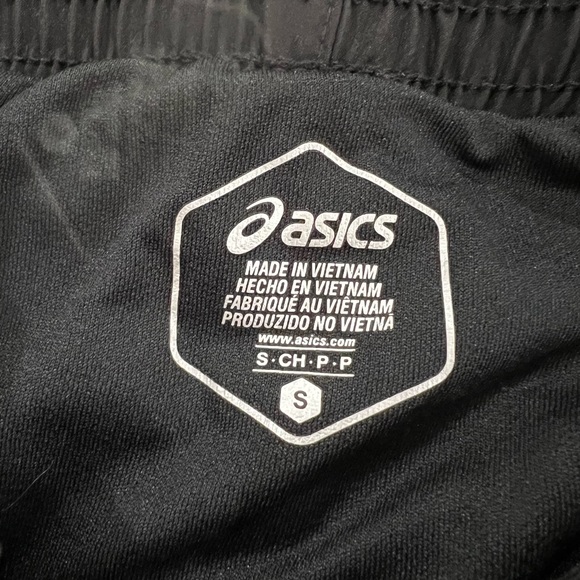 asics
MADE IN VIETNAM
HECHO EN VIETNAM
FABRIQUÉ AU VIÊTNAM
PRODUZIDO NO VIETNÃ
www.asics.com
S·CH·P·P
S